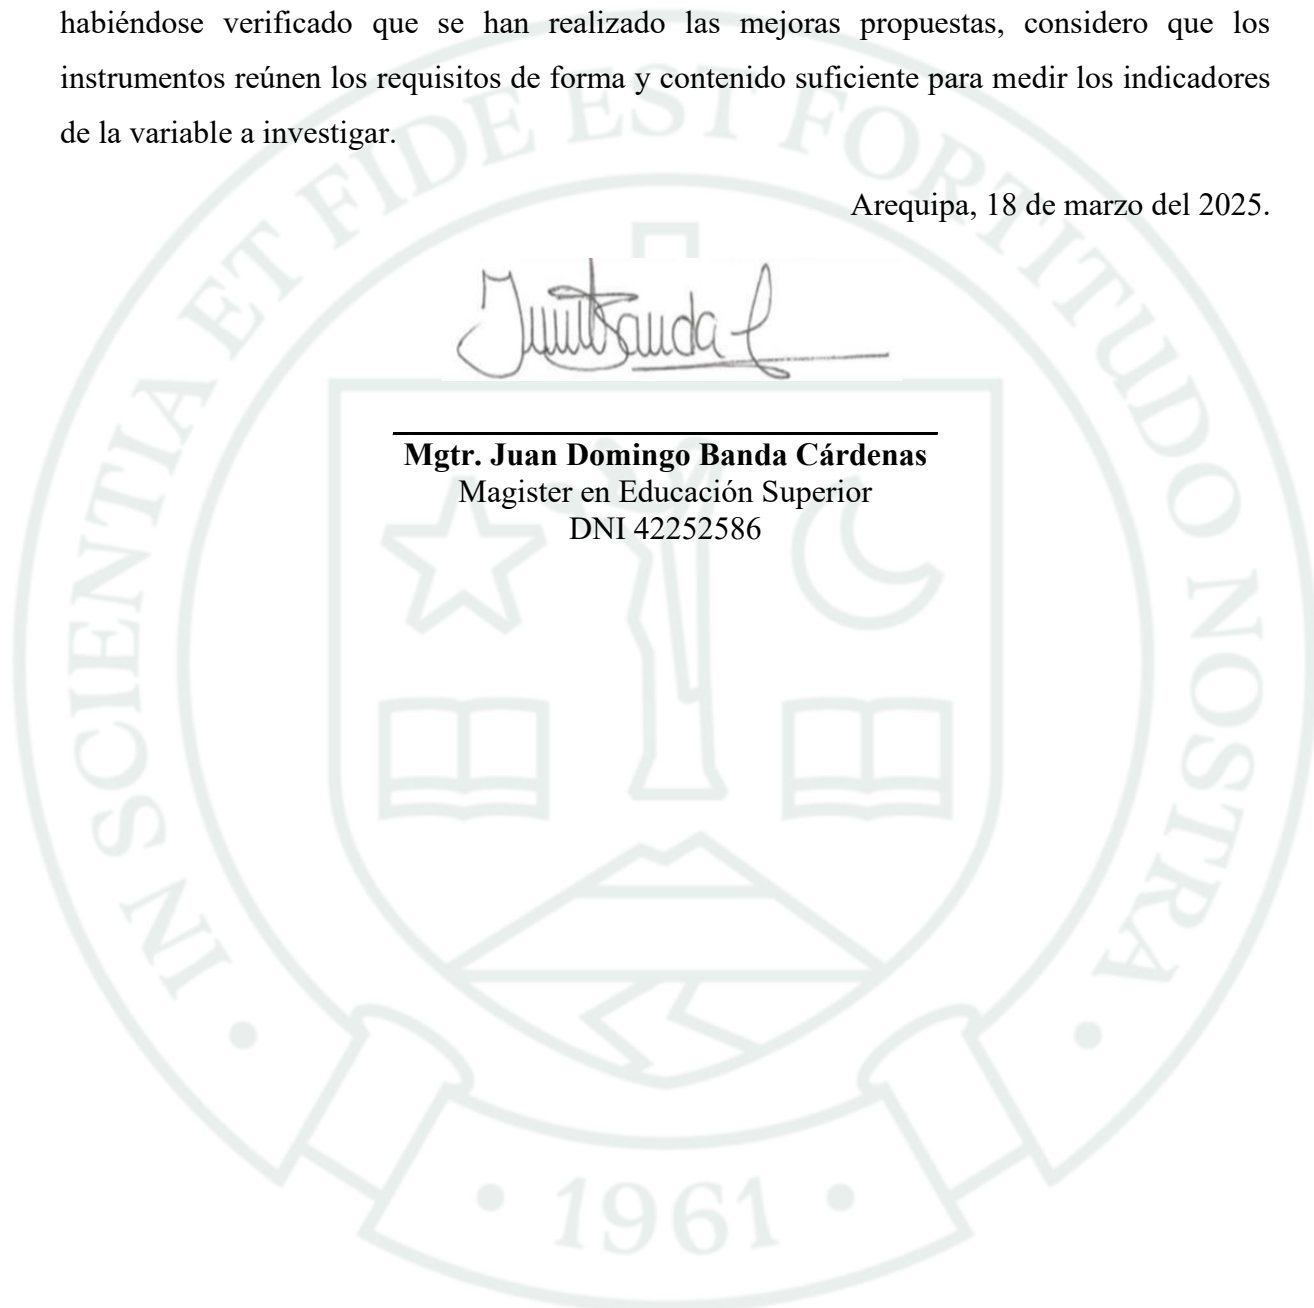 habiéndose verificado que se han realizado las mejoras propuestas, considero que los
instrumentos reúnen los requisitos de forma y contenido suficiente para medir los indicadores
de la variable a investigar.
Arequipa, 18 de marzo del 2025.
Mgtr. Juan Domingo Banda Cárdenas
Magister en Educación Superior
DNI 42252586
IN SCIENTIA ET FIDE EST FORTITUDO NOSTRA
• 1961 •